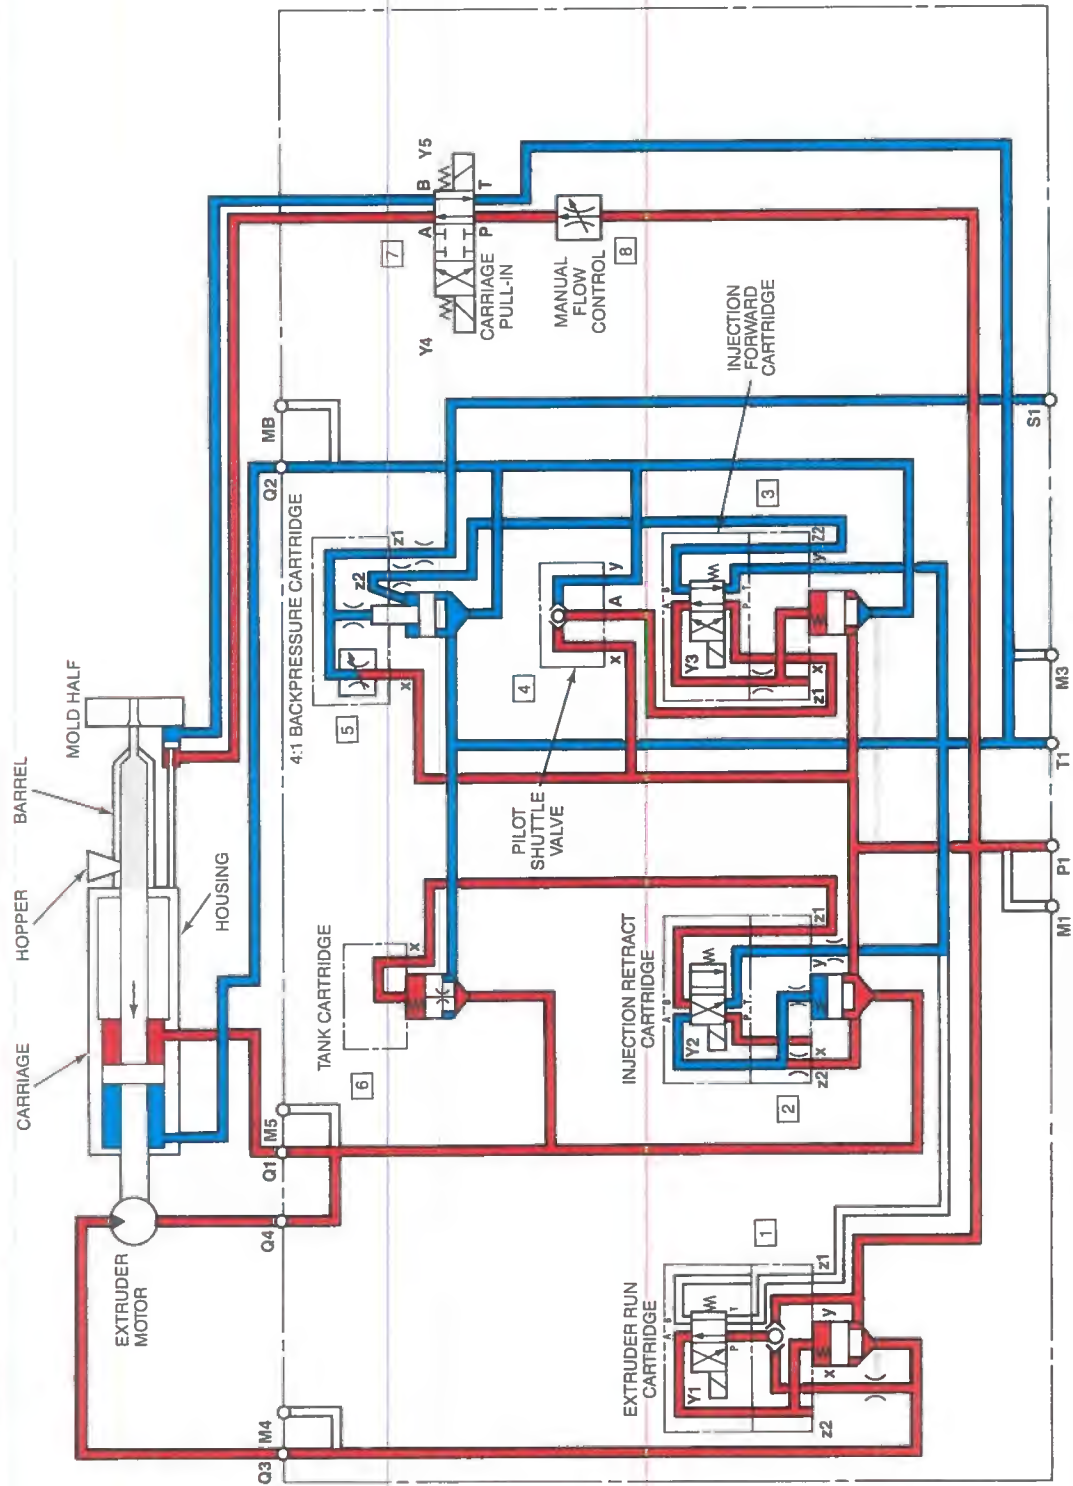 HOPPER
BARREL
CARRIAGE
MOLD HALF
HOUSING
EXTRUDER
MOTOR
Q3
M4
Q4
Q1
M5
Q2
MB
TANK CARTRIDGE
6
x
4:1 BACKPRESSURE CARTRIDGE
5
z2
z1
x
Y4
A
B
Y5
P
T
7
CARRIAGE
PULL-IN
MANUAL
FLOW
CONTROL
8
4
x
A
y
PILOT
SHUTTLE
VALVE
INJECTION
FORWARD
CARTRIDGE
3
Y3
A
B
P
T
z1
x
y
Z2
INJECTION RETRACT
CARTRIDGE
2
Y2
A
B
P
T
z2
x
y
z1
EXTRUDER RUN
CARTRIDGE
1
Y1
A
B
P
T
z2
x
y
z1
M1
P1
T1
M3
S1